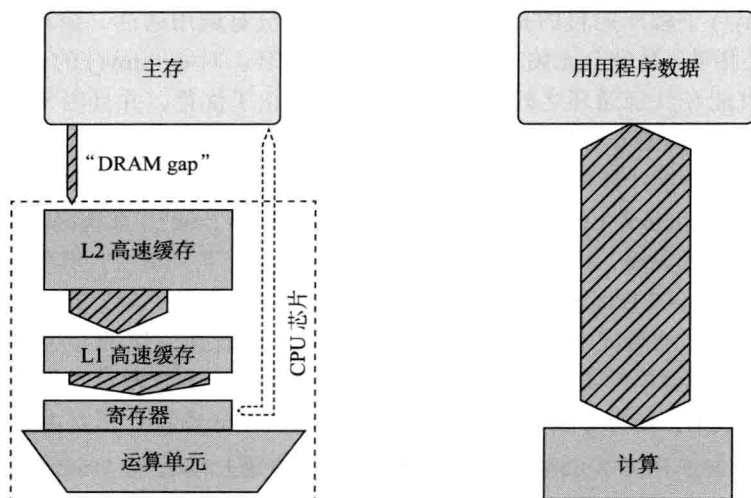 主存
“DRAM gap”
L2 高速缓存
L1 高速缓存
寄存器
运算单元
CPU 芯片
用用程序数据
计算